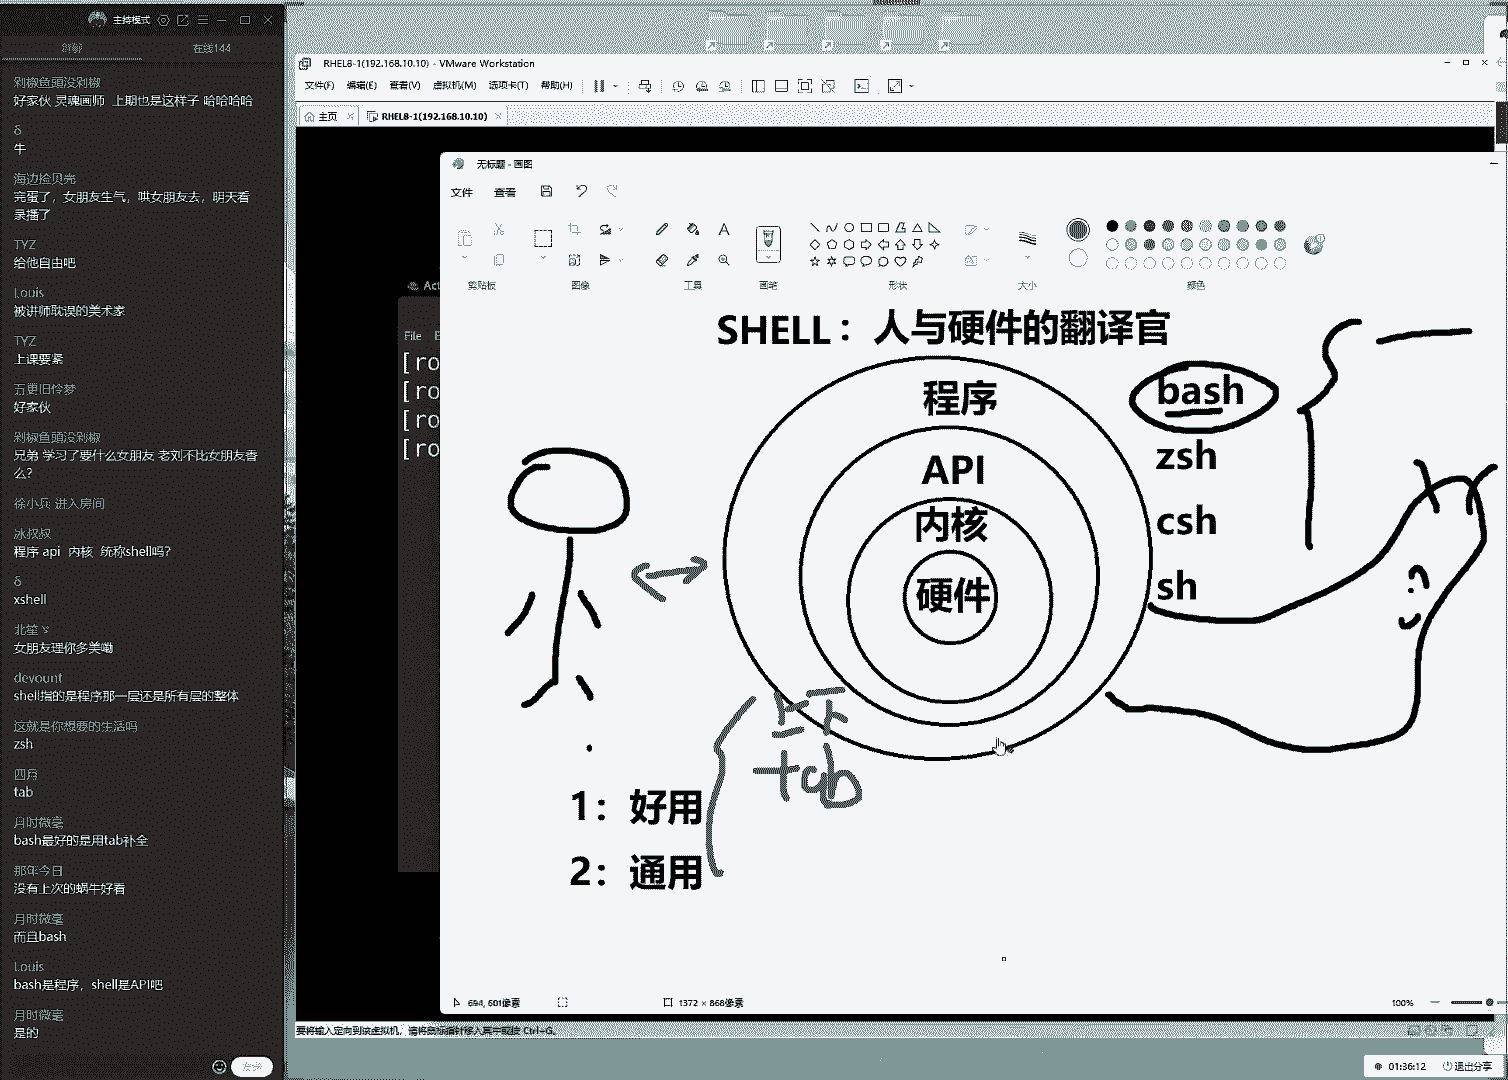 主持模式
群聊
在线144
剁椒鱼頭没剁椒
好家伙 灵魂画师 上期也是这样子 哈哈哈哈
δ
牛
海边捡贝壳
完蛋了，女朋友生气，哄女朋友去，明天看
录播了
TYZ
给他自由吧
Louis
被讲师耽误的美术家
TYZ
上课要紧
五更旧怜梦
好家伙
剁椒鱼頭没剁椒
兄弟 学习了要什么女朋友 老刘不比女朋友香
么？
徐小兵 进入房间
冰叔叔
程序 api 内核 统称shell吗？
δ
xshell
北笙ゞ
女朋友理你多美嘞
devount
shell指的是程序那一层还是所有层的整体
这就是你想要的生活吗
zsh
四月
tab
月时微毫
bash最好的是用tab补全
那年今日
没有上次的蜗牛好看
月时微毫
而且bash
Louis
bash是程序，shell是API吧
月时微毫
是的
发送
RHEL8-1(192.168.10.10) - VMware Workstation
文件(F) 编辑(E) 查看(V) 虚拟机(M) 选项卡(T) 帮助(H)
主页
RHEL8-1(192.168.10.10)
Act
File E
[ro
[ro
[ro
[ro
无标题 - 画图
文件 查看
剪贴板 图像 工具 画笔 形状 大小 颜色
SHELL：人与硬件的翻译官
程序
API
内核
硬件
bash
zsh
csh
sh
上下
tab
1：好用
2：通用
694, 601像素
1372 × 868像素
100%
要将输入定向到该虚拟机，请将鼠标指针移入其中或按 Ctrl+G。
01:36:12
退出分享